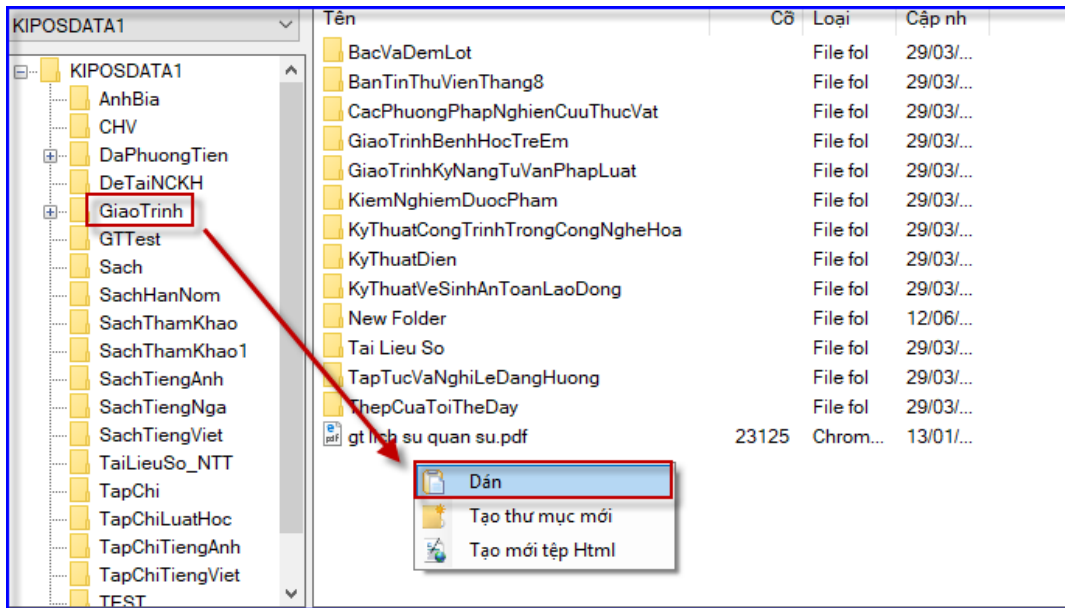 KIPOSDATA1
KIPOSDATA1
AnhBia
CHV
DaPhuongTien
DeTaiNCKH
GiaoTrinh
GTTest
Sach
SachHanNom
SachThamKhao
SachThamKhao1
SachTiengAnh
SachTiengNga
SachTiengViet
TaiLieuSo_NTT
TapChi
TapChiLuatHoc
TapChiTiengAnh
TapChiTiengViet
TEST
Tên Cỡ Loại Cập nh
BacVaDemLot File fol 29/03/...
BanTinThuVienThang8 File fol 29/03/...
CacPhuongPhapNghienCuuThucVat File fol 29/03/...
GiaoTrinhBenhHocTreEm File fol 29/03/...
GiaoTrinhKyNangTuVanPhapLuat File fol 29/03/...
KiemNghiemDuocPham File fol 29/03/...
KyThuatCongTrinhTrongCongNgheHoa File fol 29/03/...
KyThuatDien File fol 29/03/...
KyThuatVeSinhAnToanLaoDong File fol 29/03/...
New Folder File fol 12/06/...
Tai Lieu So File fol 29/03/...
TapTucVaNghiLeDangHuong File fol 29/03/...
ThepCuaToiTheDay File fol 29/03/...
gt lich su quan su.pdf 23125 Chrom... 13/01/...
Dán
Tạo thư mục mới
Tạo mới tệp Html